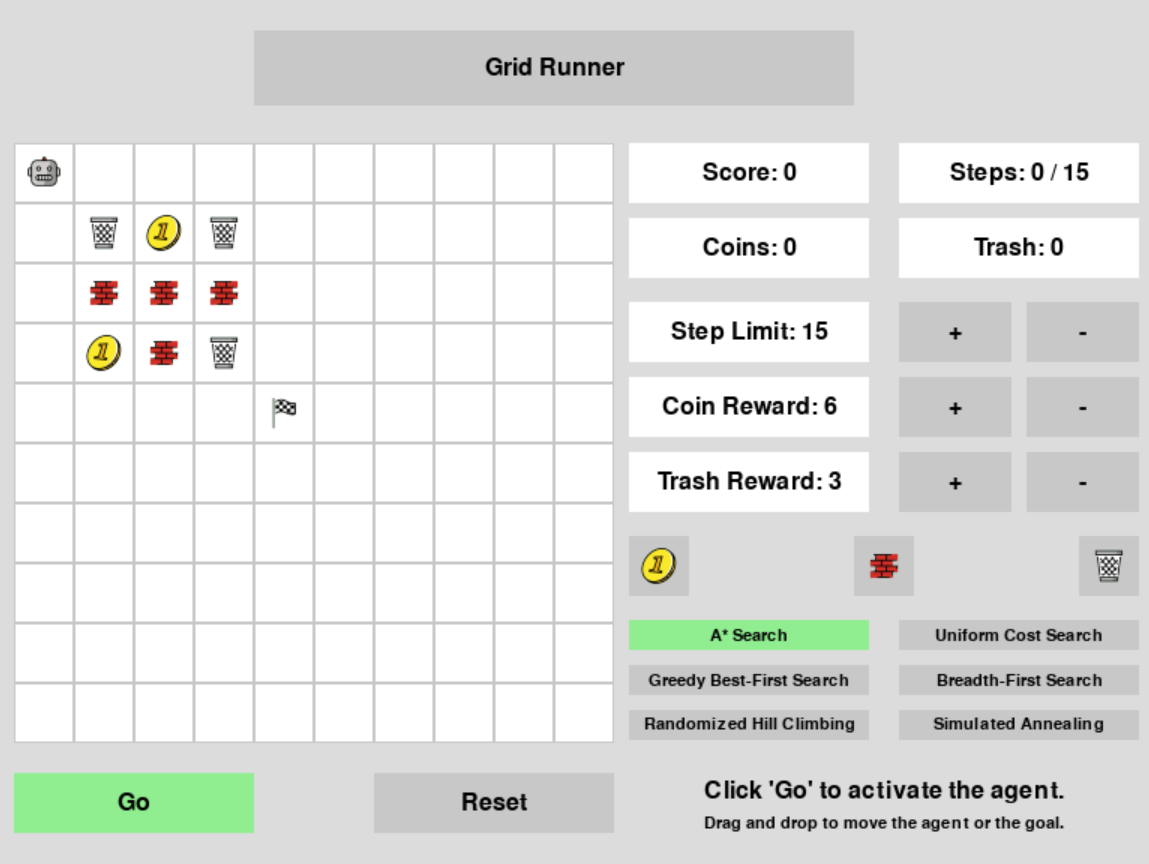 Grid Runner
Score: 0
Steps: 0 / 15
Coins: 0
Trash: 0
Step Limit: 15
+
-
Coin Reward: 6
+
-
Trash Reward: 3
+
-
A* Search
Uniform Cost Search
Greedy Best-First Search
Breadth-First Search
Randomized Hill Climbing
Simulated Annealing
Go
Reset
Click 'Go' to activate the agent.
Drag and drop to move the agent or the goal.